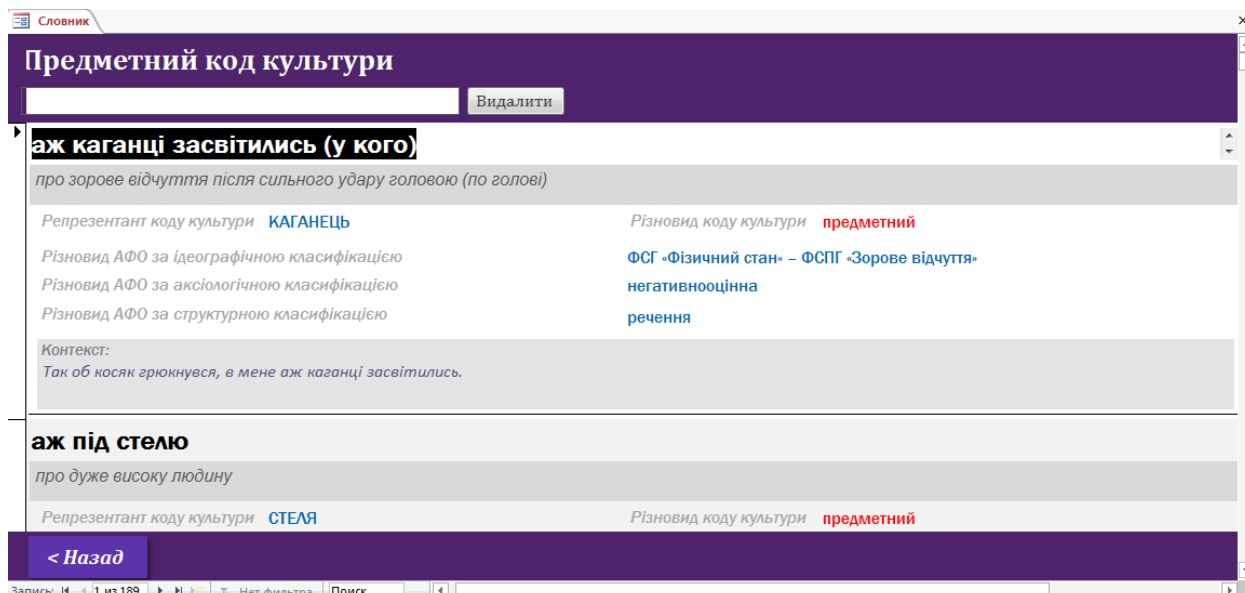 Словник
Предметний код культури
Видалити
аж каганці засвітились (у кого)
про зорове відчуття після сильного удару головою (по голові)
Репрезентант коду культури КАГАНЕЦЬ Різновид коду культури предметний
Різновид АФО за ідеографічною класифікацією ФСГ «Фізичний стан» – ФСПГ «Зорове відчуття»
Різновид АФО за аксіологічною класифікацією негативнооцінна
Різновид АФО за структурною класифікацією речення
Контекст:
Так об косяк грюкнувся, в мене аж каганці засвітились.
аж під стелю
про дуже високу людину
Репрезентант коду культури СТЕЛЯ Різновид коду культури предметний
< Назад
Запись: 1 из 189 Нет фильтра Поиск